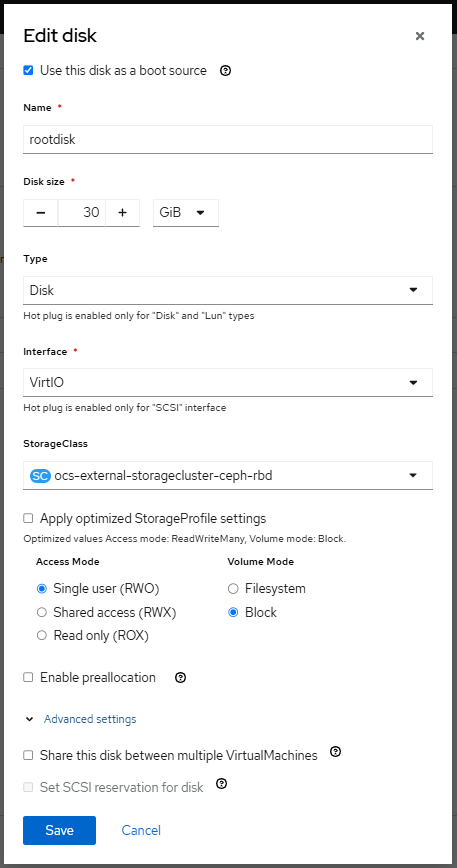 Edit disk
Use this disk as a boot source
Name *
rootdisk
Disk size *
30 GiB
Type
Disk
Hot plug is enabled only for "Disk" and "Lun" types
Interface *
VirtIO
Hot plug is enabled only for "SCSI" interface
StorageClass
SC ocs-external-storagecluster-ceph-rbd
Apply optimized StorageProfile settings
Optimized values Access mode: ReadWriteMany, Volume mode: Block.
Access Mode Volume Mode
Single user (RWO) Filesystem
Shared access (RWX) Block
Read only (ROX)
Enable preallocation
Advanced settings
Share this disk between multiple VirtualMachines
Set SCSI reservation for disk
Save Cancel